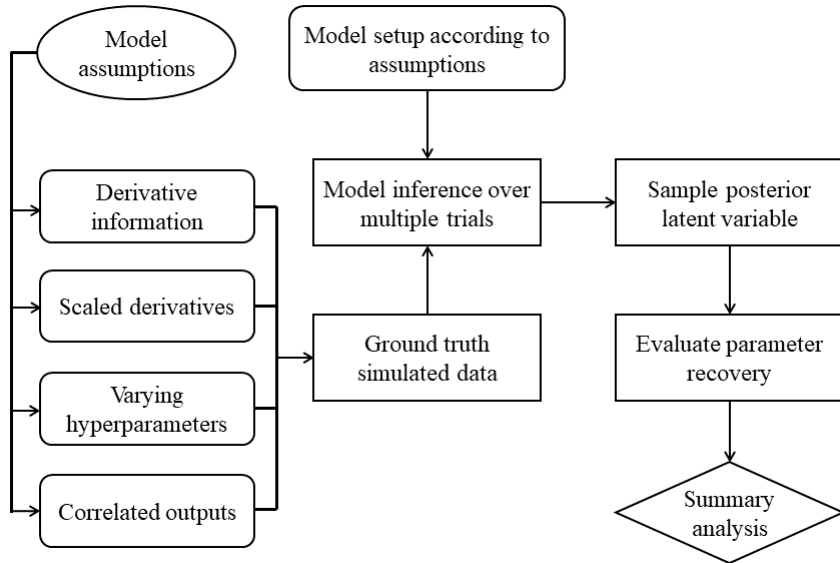 Model
assumptions
Model setup according to
assumptions
Derivative
information
Scaled derivatives
Varying
hyperparameters
Correlated outputs
Model inference over
multiple trials
Ground truth
simulated data
Sample posterior
latent variable
Evaluate parameter
recovery
Summary
analysis